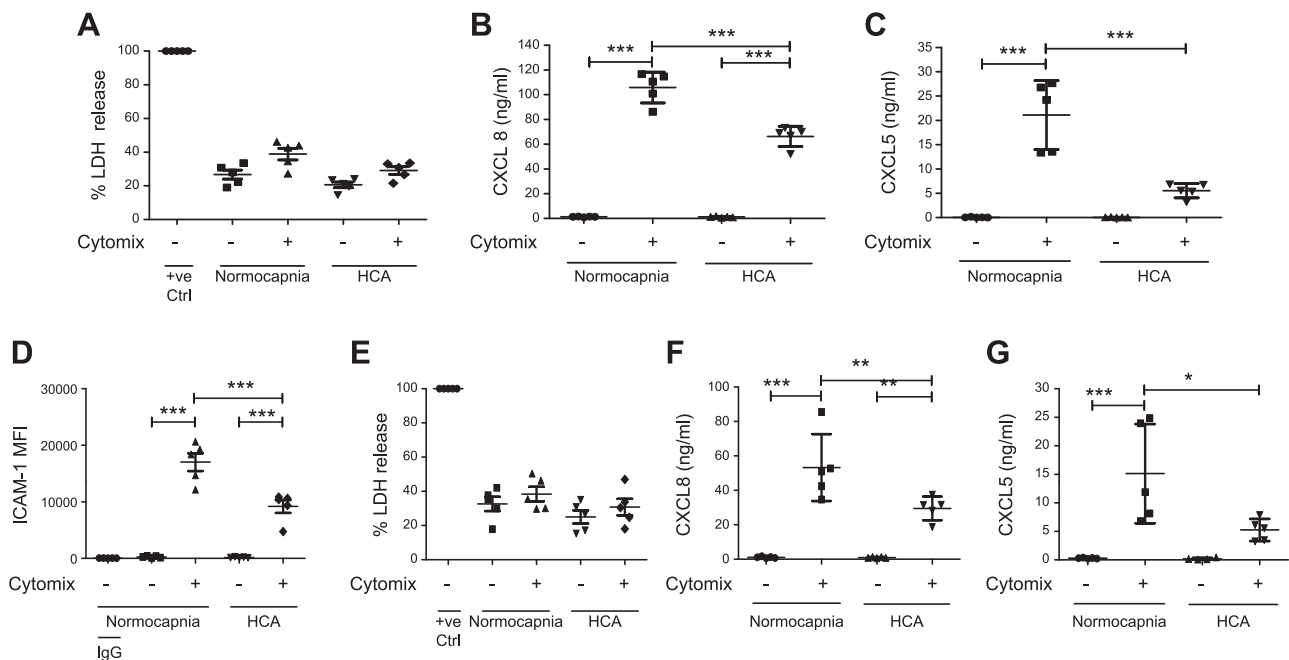 A
% LDH release
100
80
60
40
20
0
Cytomix - - + - +
+ve Ctrl
Normocapnia HCA
B
CXCL 8 (ng/ml)
140
120
100
80
60
40
20
0
*** *** ***
Cytomix - + - +
Normocapnia HCA
C
CXCL5 (ng/ml)
35
30
25
20
15
10
5
0
*** ***
Cytomix - + - +
Normocapnia HCA
D
ICAM-1 MFI
30000
20000
10000
0
*** *** ***
Cytomix - - + - +
Normocapnia HCA
IgG
E
% LDH release
100
80
60
40
20
0
Cytomix - - + - +
+ve Ctrl
Normocapnia HCA
F
CXCL8 (ng/ml)
100
80
60
40
20
0
*** ** **
Cytomix - + - +
Normocapnia HCA
G
CXCL5 (ng/ml)
30
25
20
15
10
5
0
*** *
Cytomix - + - +
Normocapnia HCA